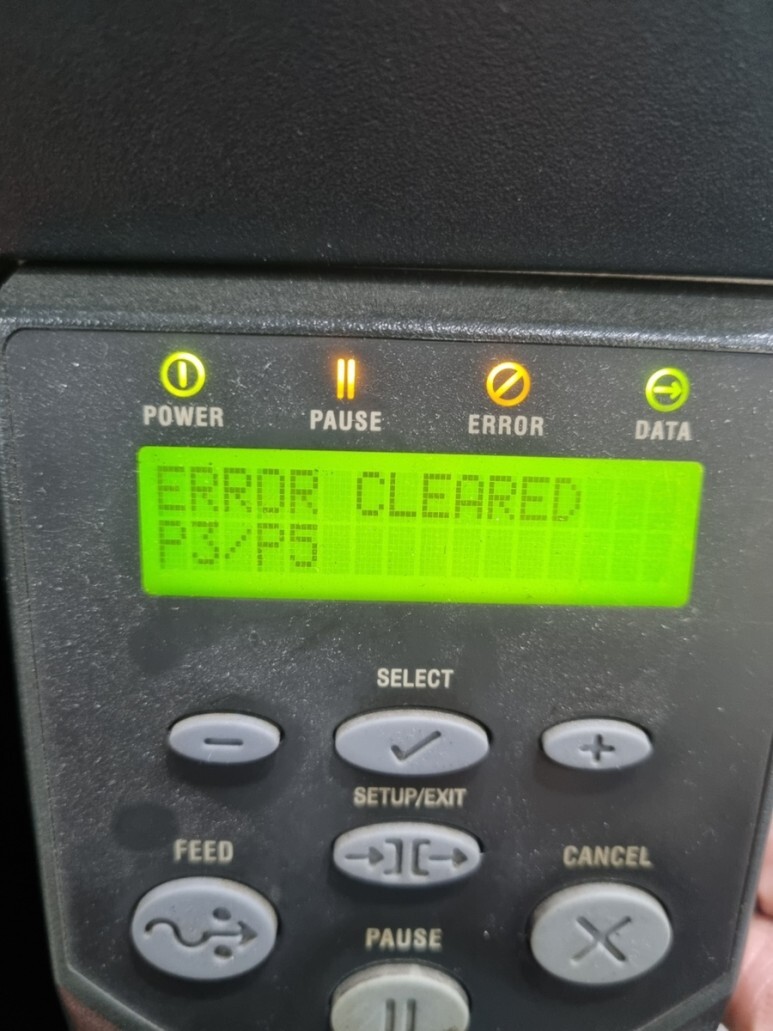 POWER PAUSE ERROR DATA
ERROR CLEARED
P3/P5
SELECT
SETUP/EXIT
FEED CANCEL
PAUSE